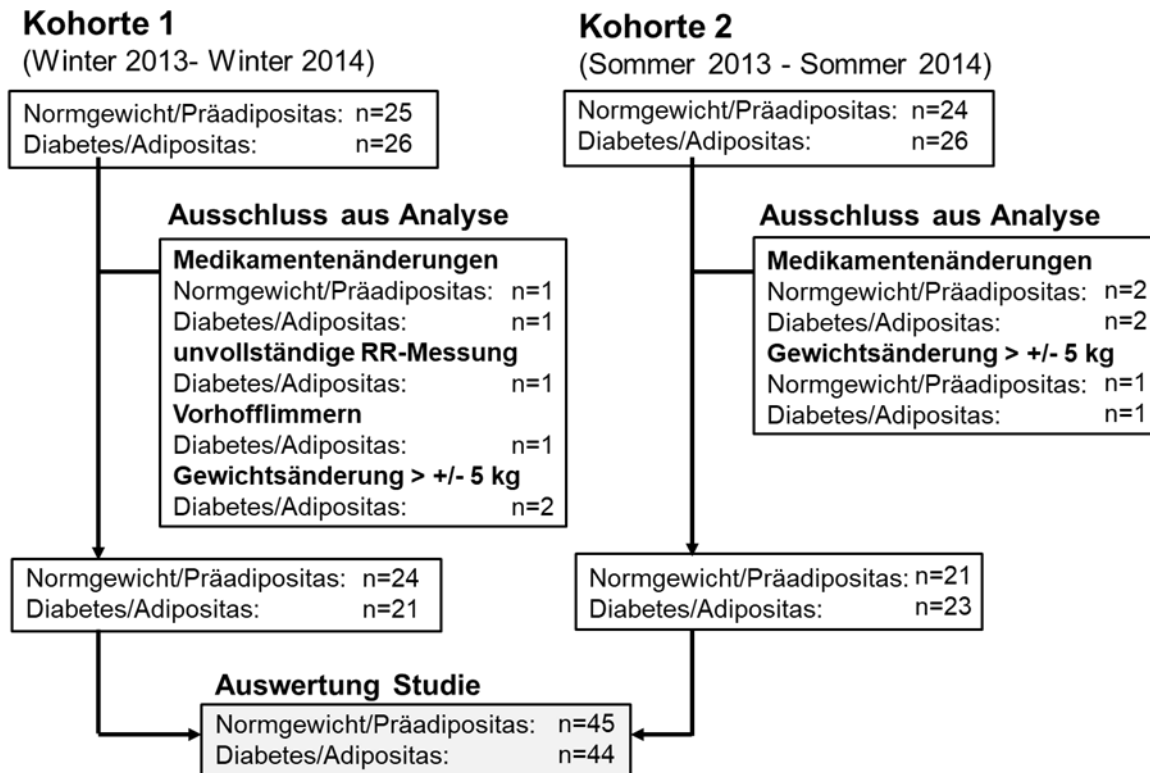 Kohorte 1
(Winter 2013- Winter 2014)
Normgewicht/Präadipositas: n=25
Diabetes/Adipositas: n=26
Ausschluss aus Analyse
Medikamentenänderungen
Normgewicht/Präadipositas: n=1
Diabetes/Adipositas: n=1
unvollständige RR-Messung
Diabetes/Adipositas: n=1
Vorhofflimmern
Diabetes/Adipositas: n=1
Gewichtsänderung > +/- 5 kg
Diabetes/Adipositas: n=2
Normgewicht/Präadipositas: n=24
Diabetes/Adipositas: n=21
Kohorte 2
(Sommer 2013 - Sommer 2014)
Normgewicht/Präadipositas: n=24
Diabetes/Adipositas: n=26
Ausschluss aus Analyse
Medikamentenänderungen
Normgewicht/Präadipositas: n=2
Diabetes/Adipositas: n=2
Gewichtsänderung > +/- 5 kg
Normgewicht/Präadipositas: n=1
Diabetes/Adipositas: n=1
Normgewicht/Präadipositas: n=21
Diabetes/Adipositas: n=23
Auswertung Studie
Normgewicht/Präadipositas: n=45
Diabetes/Adipositas: n=44